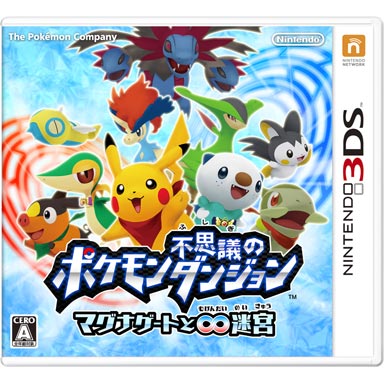 The Pokémon Company
Nintendo
NINTENDO
NETWORK
NINTENDO 3DS
ふしぎ
不思議の
ポケモンダンジョン
TM
むげんだい めいきゅう
マグナゲートと∞迷宮
CERO
A